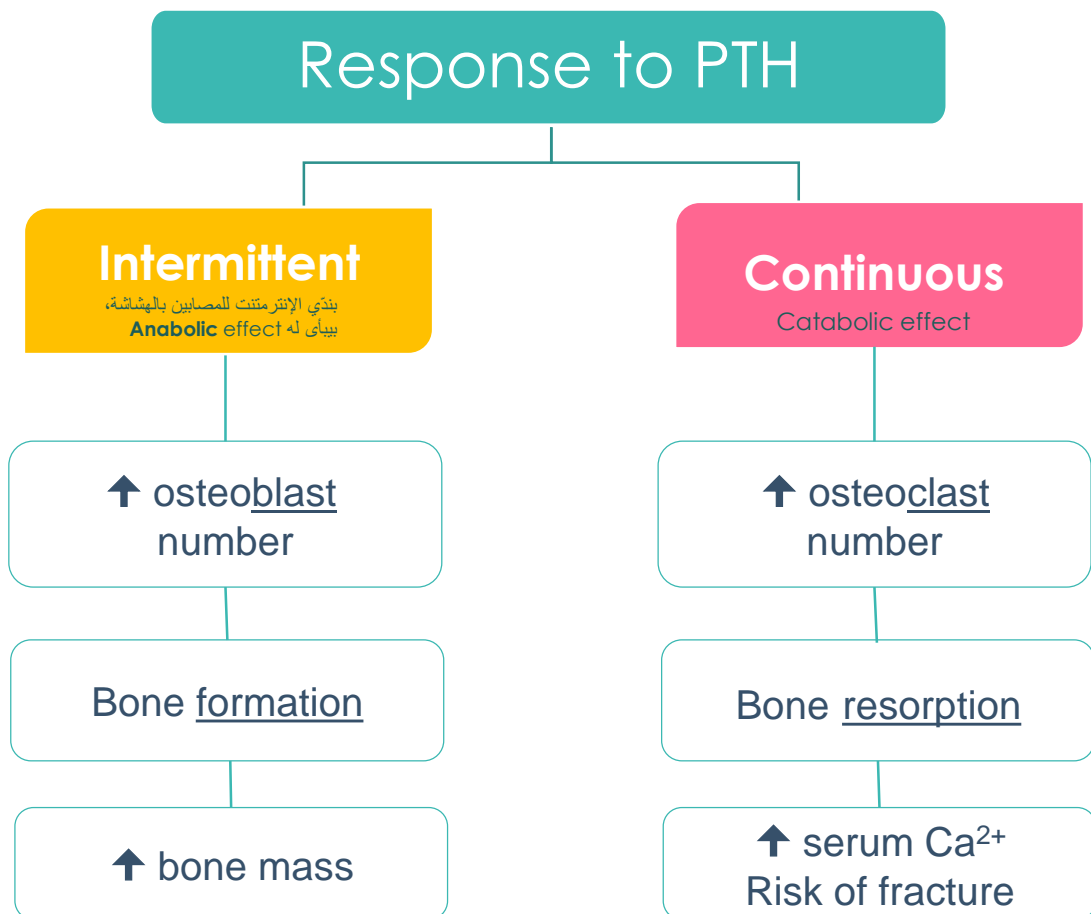 Response to PTH
Intermittent
بندّي الإنترمتنت للمصابين بالهشاشة،
بيبأى له Anabolic effect
Continuous
Catabolic effect
↑ osteoblast
number
↑ osteoclast
number
Bone formation
Bone resorption
↑ bone mass
↑ serum Ca²⁺
Risk of fracture